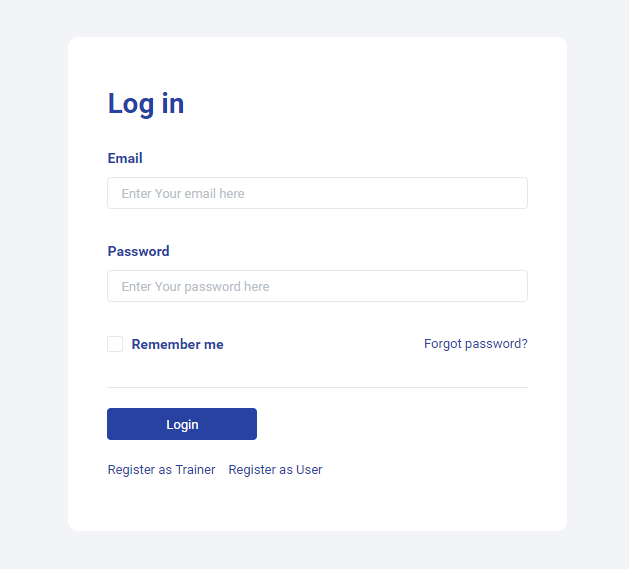 Log in
Email
Enter Your email here
Password
Enter Your password here
Remember me Forgot password?
Login
Register as Trainer Register as User